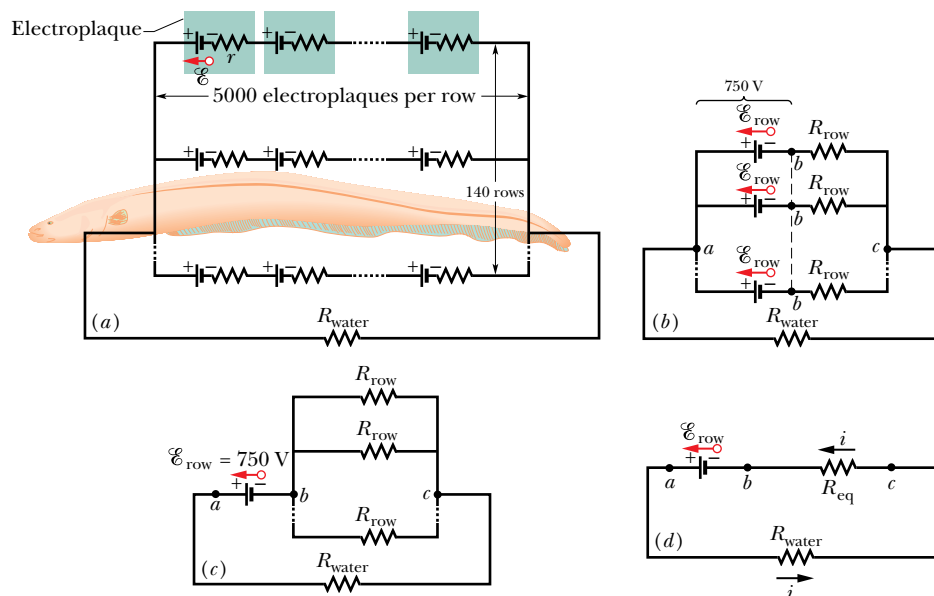 Electroplaque
+ − + − + −
r
ℰ
5000 electroplaques per row
+ − + − + −
140 rows
+ − + − + −
(a)
R_water
750 V
ℰ_row R_row
+ − b
ℰ_row R_row
+ − b
a c
ℰ_row R_row
+ − b
(b)
R_water
R_row
R_row
ℰ_row = 750 V
+ −
a b c
R_row
(c)
R_water
ℰ_row i
+ −
a b R_eq c
(d)
R_water
i